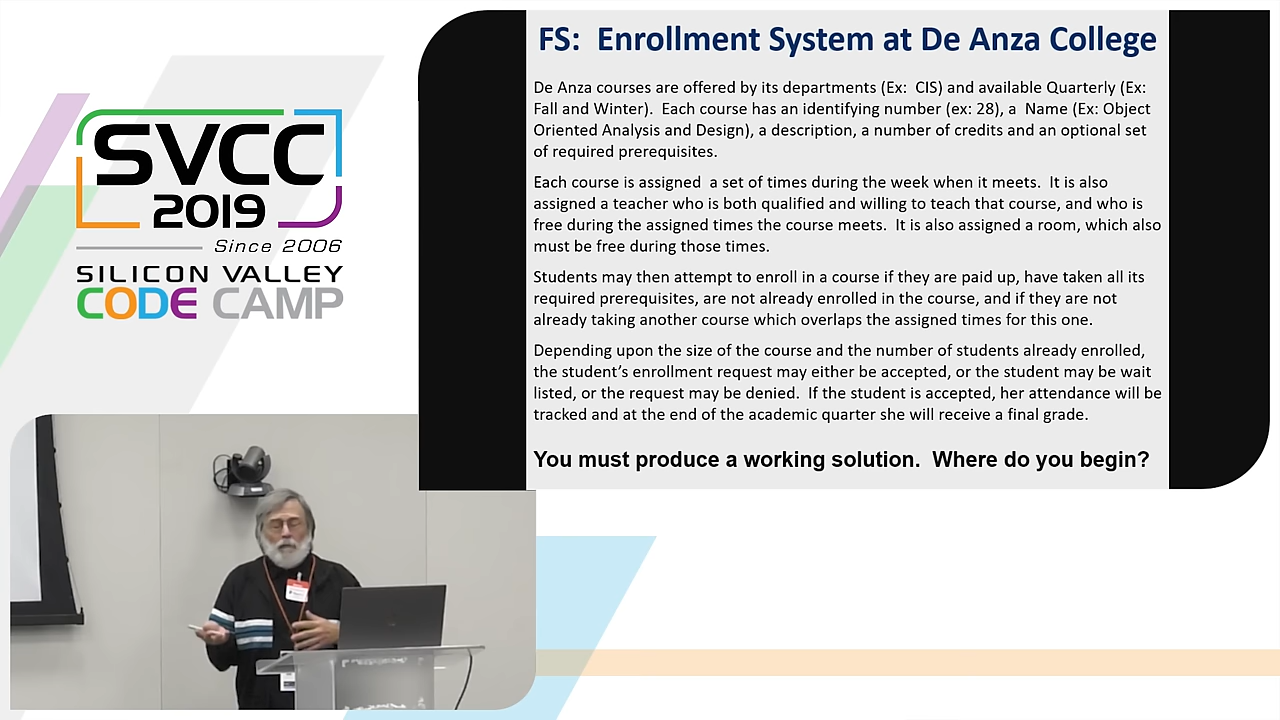 SVCC
2019
Since 2006
SILICON VALLEY
CODE CAMP
FS: Enrollment System at De Anza College
De Anza courses are offered by its departments (Ex: CIS) and available Quarterly (Ex:
Fall and Winter). Each course has an identifying number (ex: 28), a Name (Ex: Object
Oriented Analysis and Design), a description, a number of credits and an optional set
of required prerequisites.
Each course is assigned a set of times during the week when it meets. It is also
assigned a teacher who is both qualified and willing to teach that course, and who is
free during the assigned times the course meets. It is also assigned a room, which also
must be free during those times.
Students may then attempt to enroll in a course if they are paid up, have taken all its
required prerequisites, are not already enrolled in the course, and if they are not
already taking another course which overlaps the assigned times for this one.
Depending upon the size of the course and the number of students already enrolled,
the student's enrollment request may either be accepted, or the student may be wait
listed, or the request may be denied. If the student is accepted, her attendance will be
tracked and at the end of the academic quarter she will receive a final grade.
You must produce a working solution. Where do you begin?